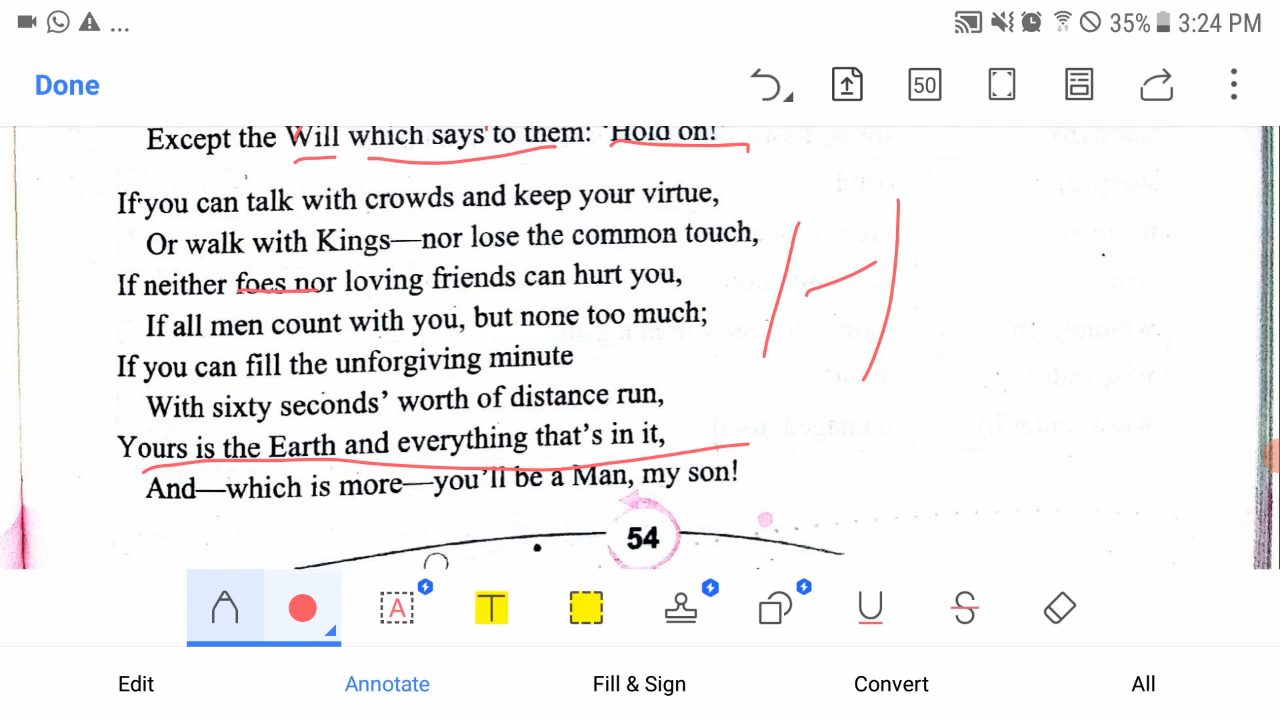 ... 35% 3:24 PM
Done 50
Except the Will which says to them: 'Hold on!'
If you can talk with crowds and keep your virtue,
Or walk with Kings—nor lose the common touch,
If neither foes nor loving friends can hurt you,
If all men count with you, but none too much;
If you can fill the unforgiving minute
With sixty seconds' worth of distance run,
Yours is the Earth and everything that's in it,
And—which is more—you'll be a Man, my son!
H
54
A T U S
Edit Annotate Fill & Sign Convert All